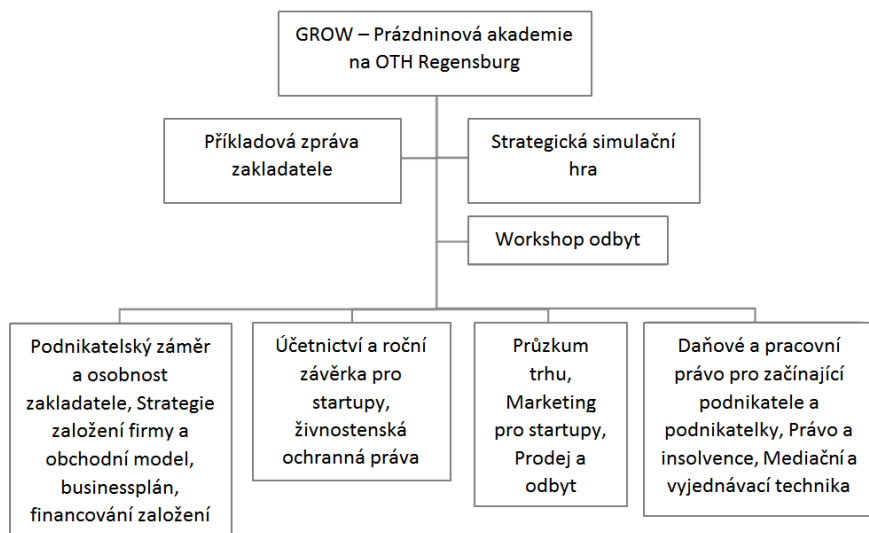 GROW – Prázdninová akademie
na OTH Regensburg
Příkladová zpráva
zakladatele
Strategická simulační
hra
Workshop odbyt
Podnikatelský záměr
a osobnost
zakladatele, Strategie
založení firmy a
obchodní model,
businessplán,
financování založení
Účetnictví a roční
závěrka pro
startupy,
živnostenská
ochranná práva
Průzkum
trhu,
Marketing
pro startupy,
Prodej a
odbyt
Daňové a pracovní
právo pro začínající
podnikatele a
podnikatelky, Právo a
insolvence, Mediační a
vyjednávací technika